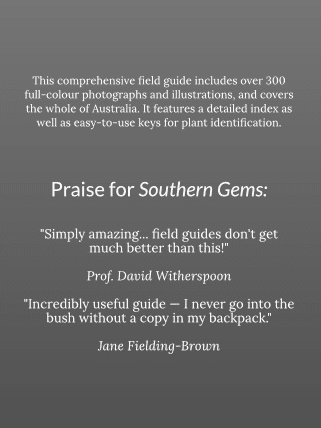 This comprehensive field guide includes over 300
full-colour photographs and illustrations, and covers
the whole of Australia. It features a detailed index as
well as easy-to-use keys for plant identification.
Praise for Southern Gems:
"Simply amazing... field guides don't get
much better than this!"
Prof. David Witherspoon
"Incredibly useful guide — I never go into the
bush without a copy in my backpack."
Jane Fielding-Brown